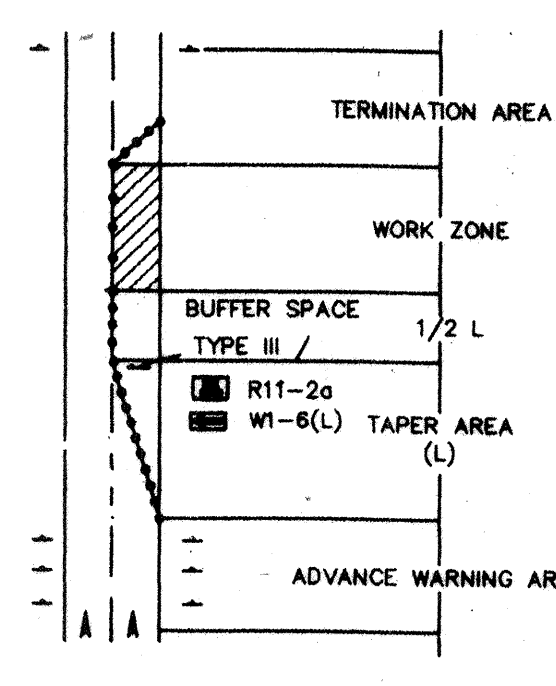 TERMINATION AREA
WORK ZONE
BUFFER SPACE
1/2 L
TYPE III
R11-2a
W1-6(L)
TAPER AREA
(L)
ADVANCE WARNING AR